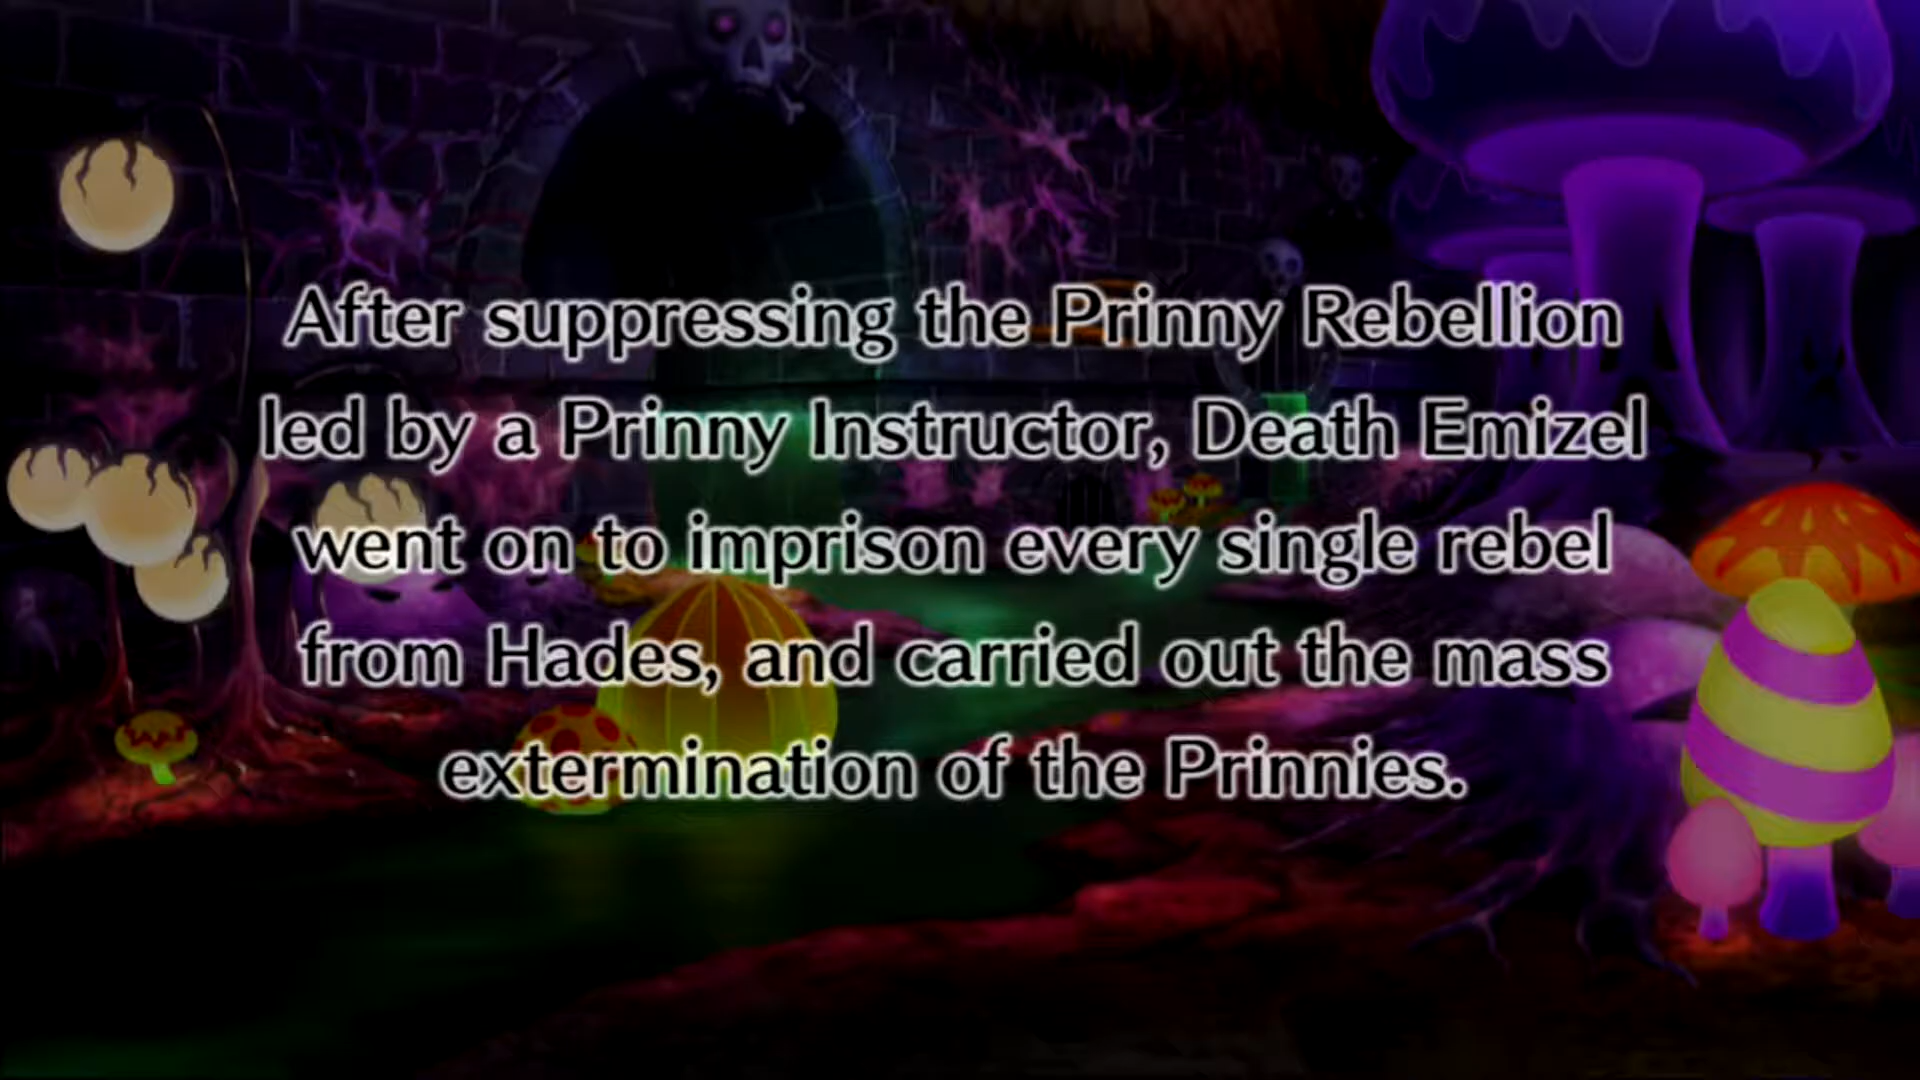 After suppressing the Prinny Rebellion
led by a Prinny Instructor, Death Emizel
went on to imprison every single rebel
from Hades, and carried out the mass
extermination of the Prinnies.